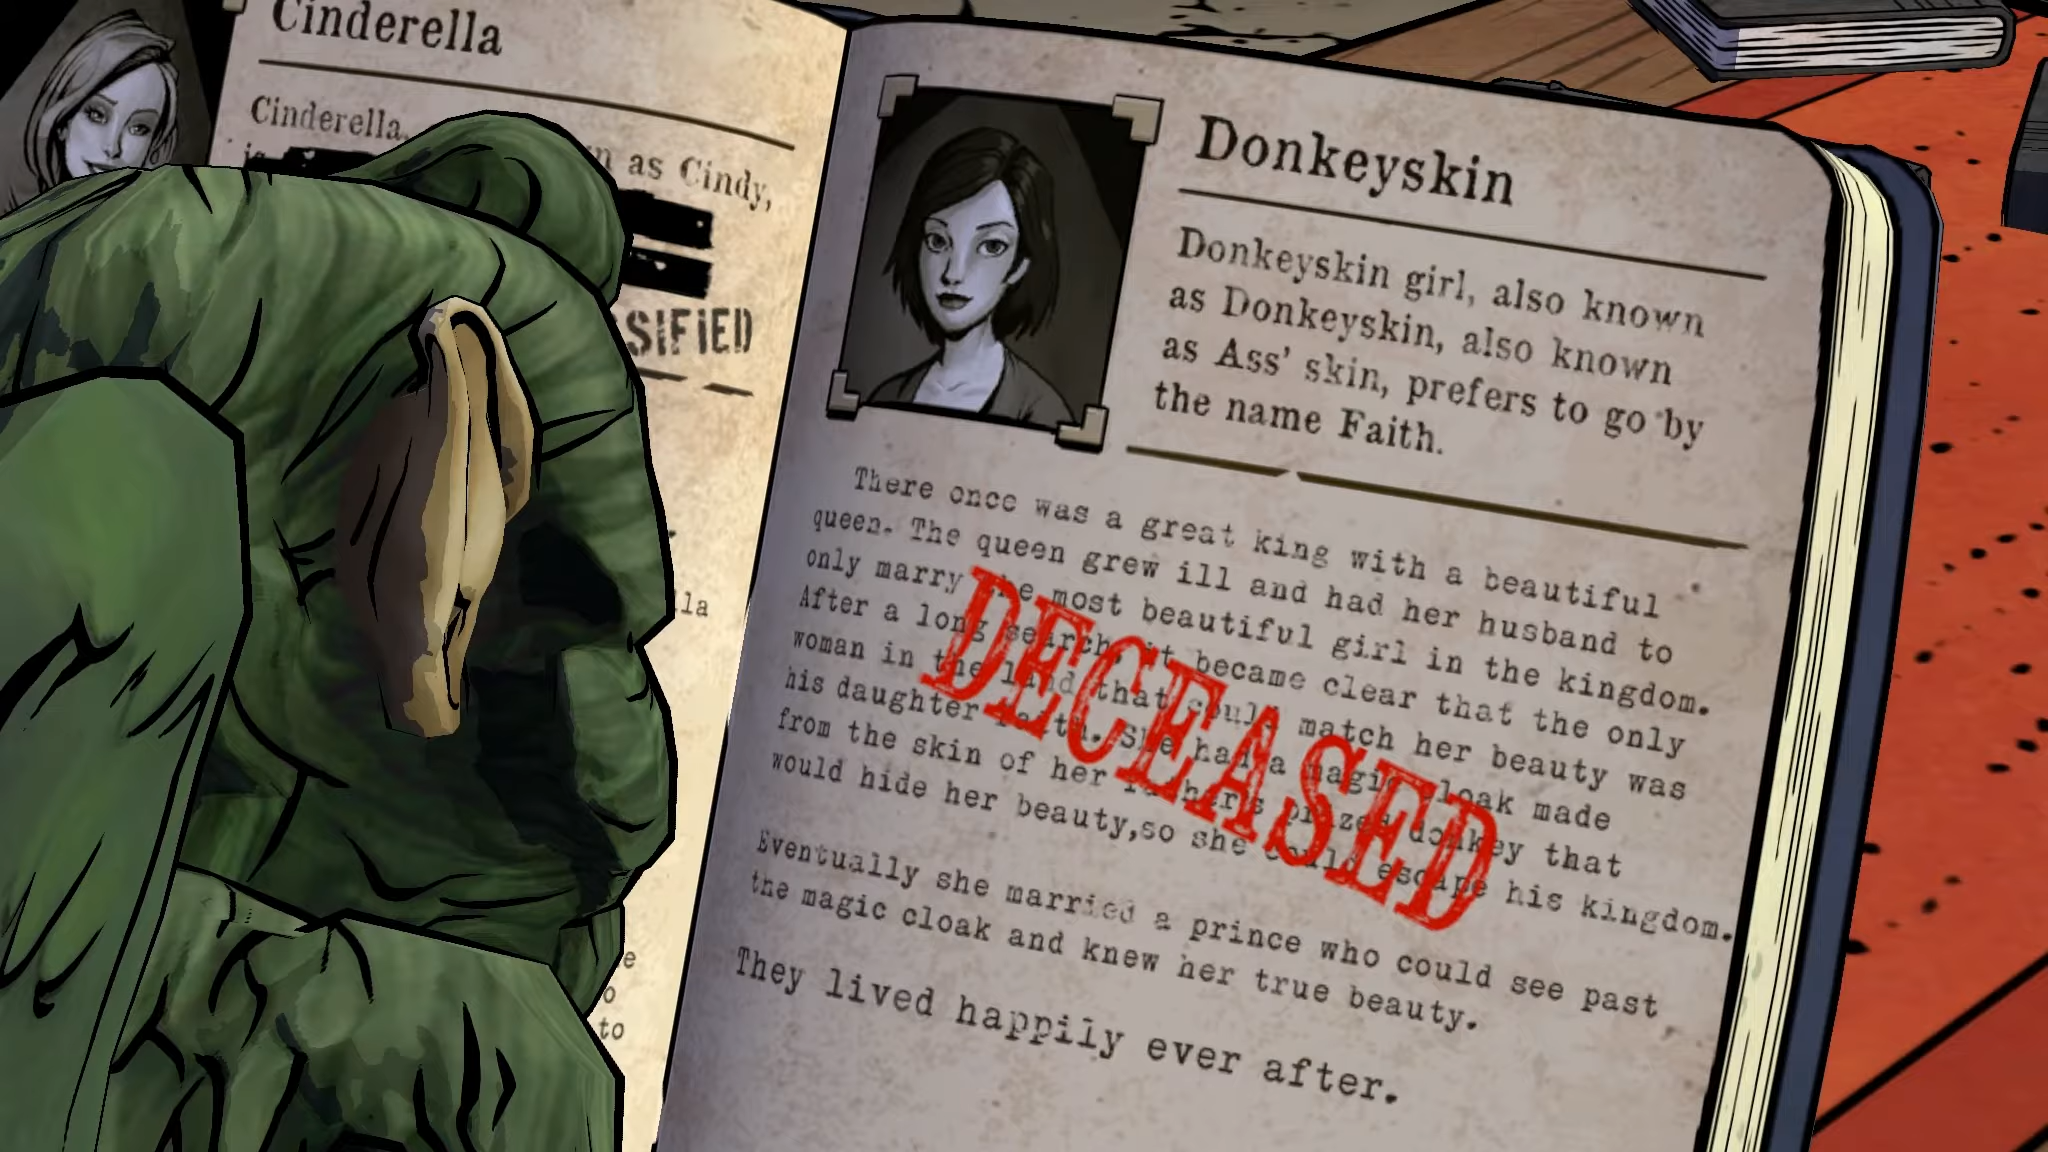 Cinderella
Cinderella,
as Cindy,
SIFIED
to
Donkeyskin
Donkeyskin girl, also known
as Donkeyskin, also known
as Ass' skin, prefers to go by
the name Faith.
There once was a great king with a beautiful
queen. The queen grew ill and had her husband to
only marry the most beautiful girl in the kingdom.
After a long search, it became clear that the only
woman in the land that could match her beauty was
his daughter Faith. She had a magic cloak made
from the skin of her father's prized donkey that
would hide her beauty,so she could escape his kingdom.
Eventually she married a prince who could see past
the magic cloak and knew her true beauty.
They lived happily ever after.
DECEASED